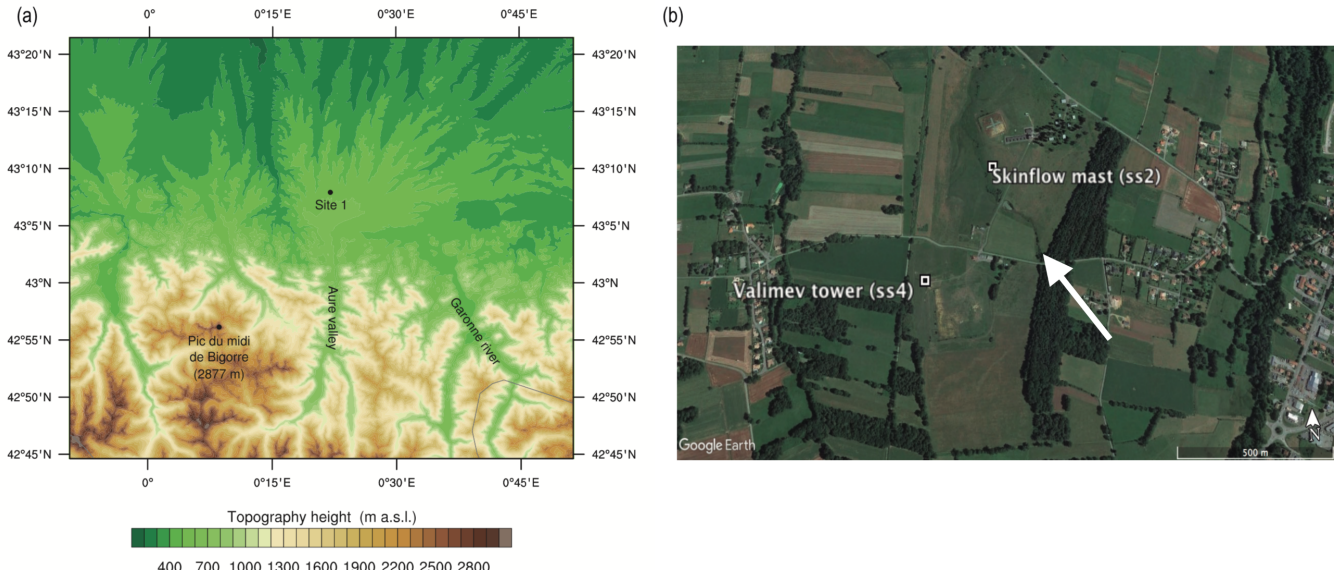 (a)
0° 0°15'E 0°30'E 0°45'E
43°20'N 43°20'N
43°15'N 43°15'N
43°10'N 43°10'N
Site 1
43°5'N 43°5'N
43°N 43°N
Aure valley
Garonne river
42°55'N 42°55'N
Pic du midi
de Bigorre
(2877 m)
42°50'N 42°50'N
42°45'N 42°45'N
0° 0°15'E 0°30'E 0°45'E
Topography height (m a.s.l.)
400 700 1000 1300 1600 1900 2200 2500 2800
(b)
Skinflow mast (ss2)
Valimev tower (ss4)
Google Earth
N
500 m